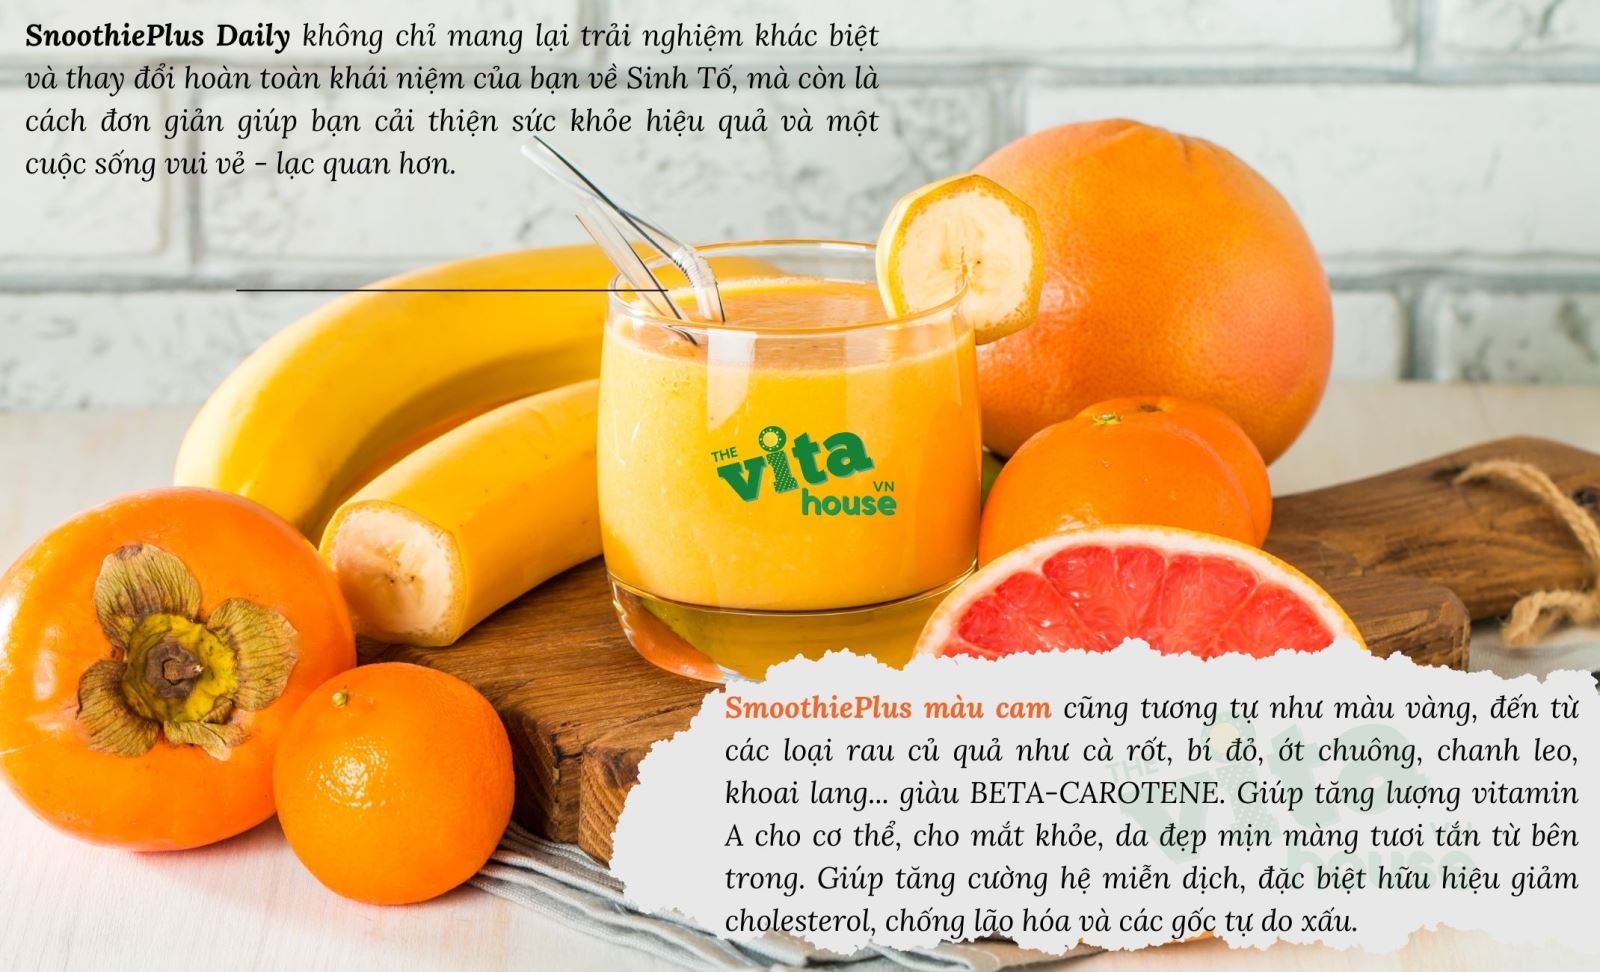 SnoothiePlus Daily không chỉ mang lại trải nghiệm khác biệt
và thay đổi hoàn toàn khái niệm của bạn về Sinh Tố, mà còn là
cách đơn giản giúp bạn cải thiện sức khỏe hiệu quả và một
cuộc sống vui vẻ - lạc quan hơn.
THE
vita
VN
house
SmoothiePlus màu cam cũng tương tự như màu vàng, đến từ
các loại rau củ quả như cà rốt, bí đỏ, ớt chuông, chanh leo,
khoai lang... giàu BETA-CAROTENE. Giúp tăng lượng vitamin
A cho cơ thể, cho mắt khỏe, da đẹp mịn màng tươi tắn từ bên
trong. Giúp tăng cường hệ miễn dịch, đặc biệt hữu hiệu giảm
cholesterol, chống lão hóa và các gốc tự do xấu.
THE
vita
VN
house